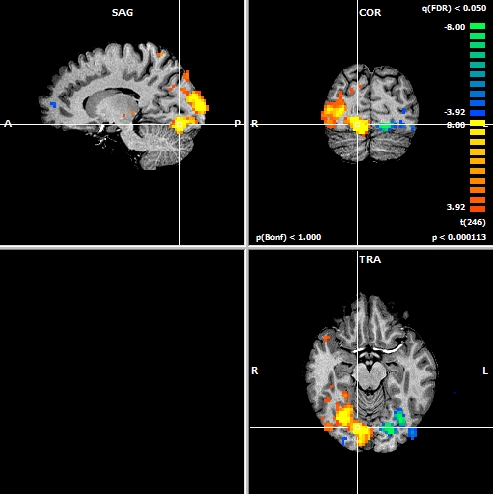 SAG
A
P
COR
q(FDR) < 0.050
-8.00
-3.92
8.00
R
L
3.92
t(246)
p(Bonf) < 1.000
p < 0.000113
TRA
R
L